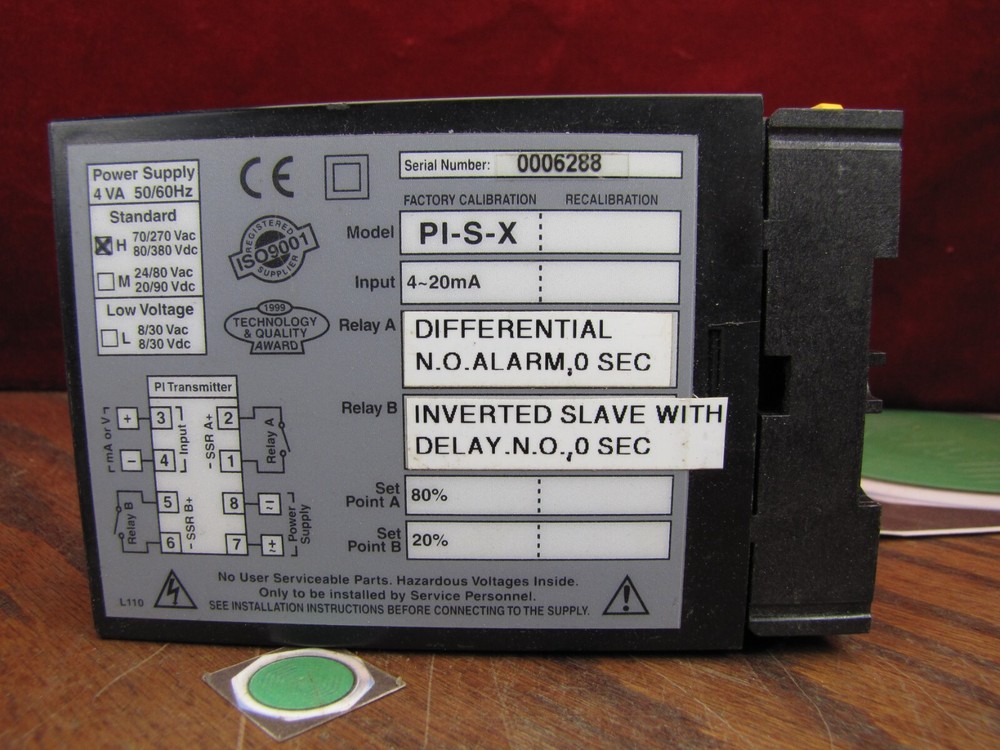 Power Supply
4 VA 50/60Hz
Standard
H 70/270 Vac
80/380 Vdc
M 24/80 Vac
20/90 Vdc
Low Voltage
L 8/30 Vac
8/30 Vdc
CE
REGISTERED
ISO9001
SUPPLIER
1999
TECHNOLOGY
& QUALITY
AWARD
Serial Number: 0006288
FACTORY CALIBRATION RECALIBRATION
Model PI-S-X
Input 4~20mA
Relay A DIFFERENTIAL
N.O.ALARM,0 SEC
Relay B INVERTED SLAVE WITH
DELAY.N.O.,0 SEC
Set
Point A 80%
Set
Point B 20%
PI Transmitter
mA or V
+ 3 Input 2
- 4 - SSR A+ 1 Relay A
Relay B 5 - SSR B+ 8 Power
6 7 Supply
No User Serviceable Parts. Hazardous Voltages Inside.
Only to be installed by Service Personnel.
L110 SEE INSTALLATION INSTRUCTIONS BEFORE CONNECTING TO THE SUPPLY.